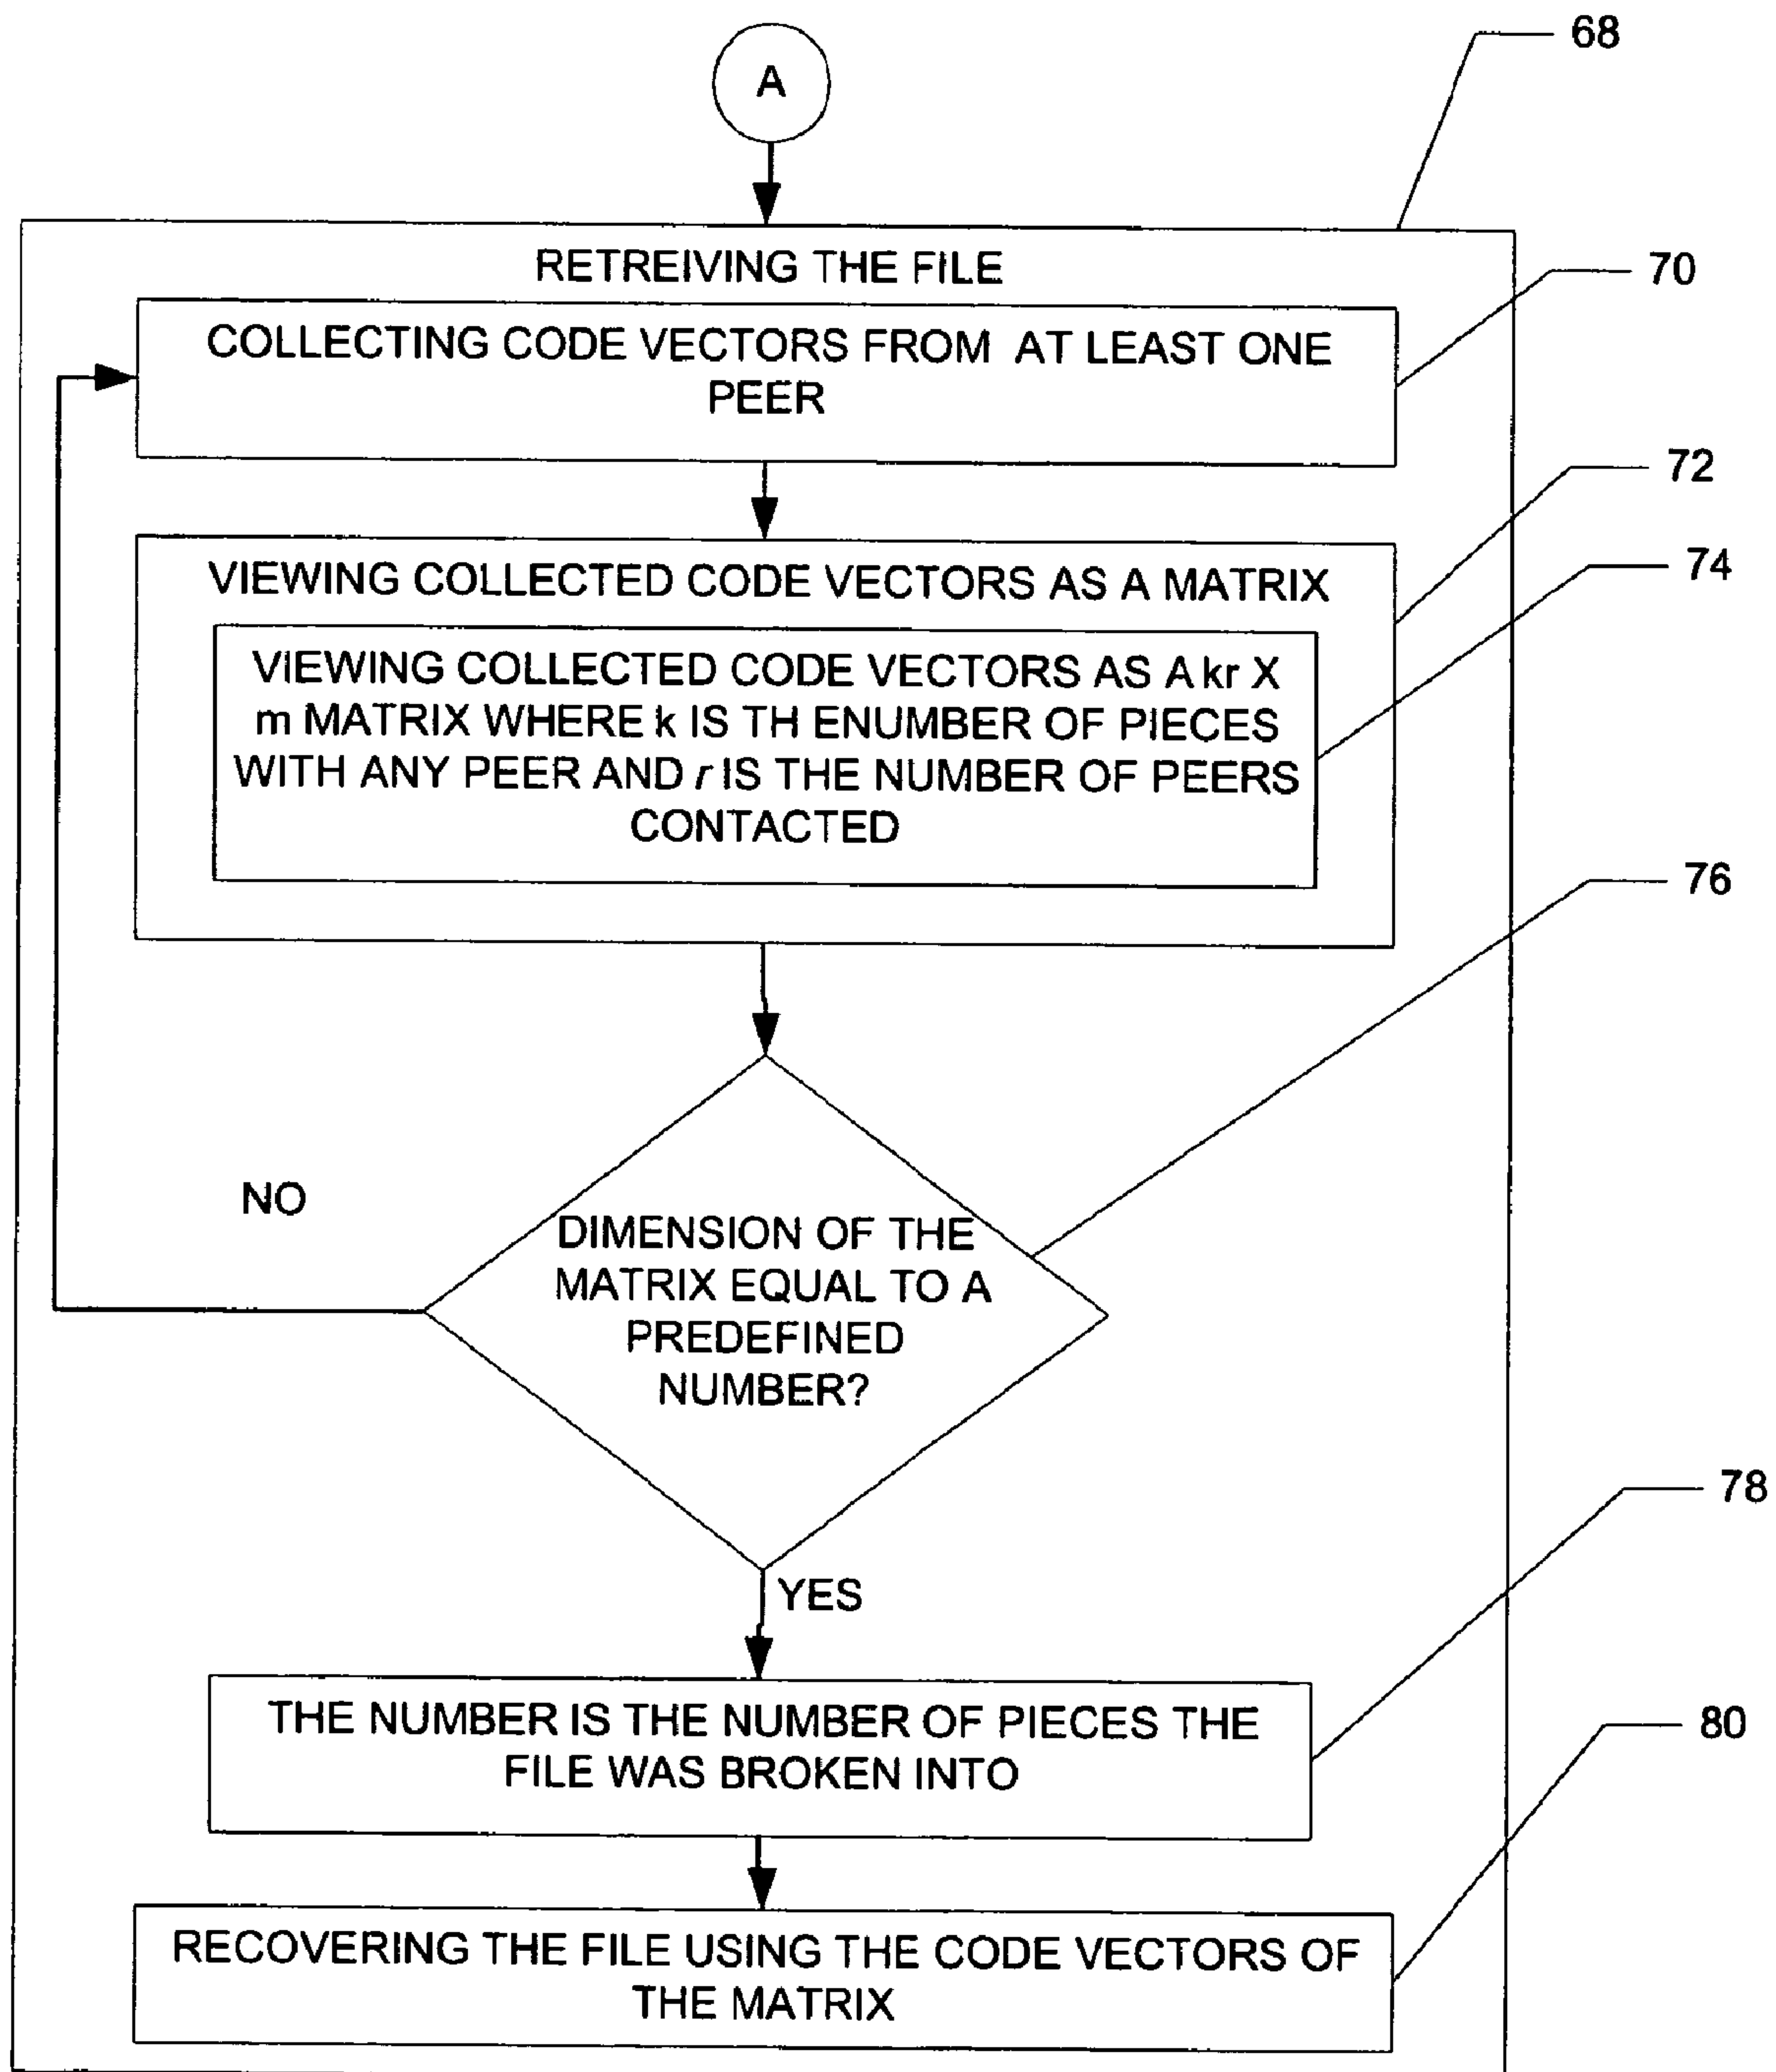 A
68
RETREIVING THE FILE
70
COLLECTING CODE VECTORS FROM AT LEAST ONE
PEER
72
VIEWING COLLECTED CODE VECTORS AS A MATRIX
74
VIEWING COLLECTED CODE VECTORS AS A kr X
m MATRIX WHERE k IS TH ENUMBER OF PIECES
WITH ANY PEER AND r IS THE NUMBER OF PEERS
CONTACTED
76
NO
DIMENSION OF THE
MATRIX EQUAL TO A
PREDEFINED
NUMBER?
78
YES
THE NUMBER IS THE NUMBER OF PIECES THE
FILE WAS BROKEN INTO
80
RECOVERING THE FILE USING THE CODE VECTORS OF
THE MATRIX